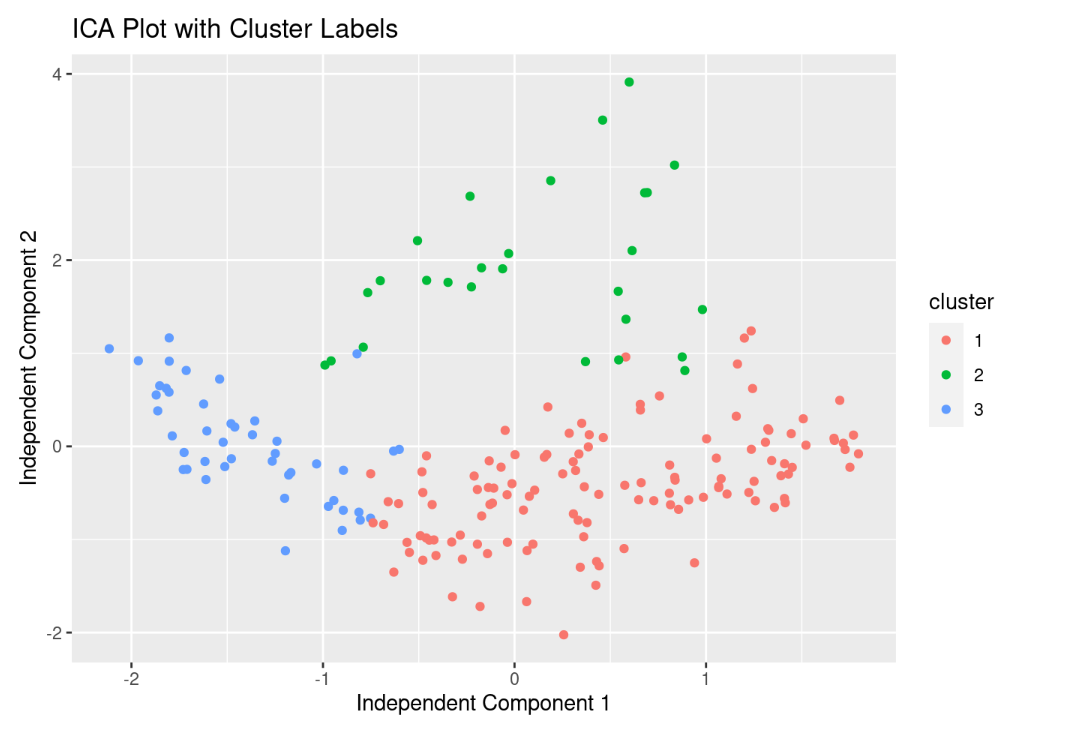 ICA Plot with Cluster Labels
4
2
0
-2
Independent Component 2
-2
-1
0
1
Independent Component 1
cluster
1
2
3